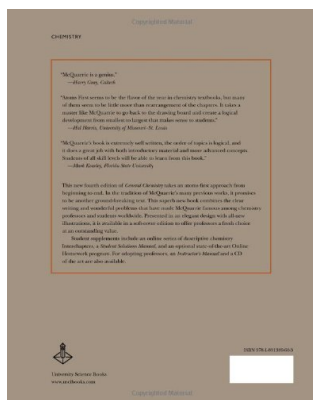 Copyrighted Material
CHEMISTRY
"McQuarrie is a genius."
—Harry Gray, Caltech
"Atoms First seems to be the flavor of the year in chemistry textbooks, but many
of them seem to be little more than rearrangement of the chapters. It takes a
master like McQuarrie to go back to the drawing board and create a logical
development from smallest to largest that makes sense to students."
—Hal Harris, University of Missouri–St. Louis
"McQuarrie's book is extremely well written, the order of topics is logical, and
it does a great job with both introductory material and more advanced concepts.
Students of all skill levels will be able to learn from this book."
—Mark Kearley, Florida State University
This new fourth edition of General Chemistry takes an atoms-first approach from
beginning to end. In the tradition of McQuarrie's many previous works, it promises
to be another ground-breaking text. This superb new book combines the clear
writing and wonderful problems that have made McQuarrie famous among chemistry
professors and students worldwide. Presented in an elegant design with all-new
illustrations, it is available in a softcover edition to offer professors a fresh choice
at an outstanding value.
Student supplements include an online series of descriptive chemistry
Interchapters, a Student Solutions Manual, and an optional state-of-the-art Online
Homework program. For adopting professors, an Instructor's Manual and a CD
of the art are also available.
University Science Books
www.uscibooks.com
Copyrighted Material